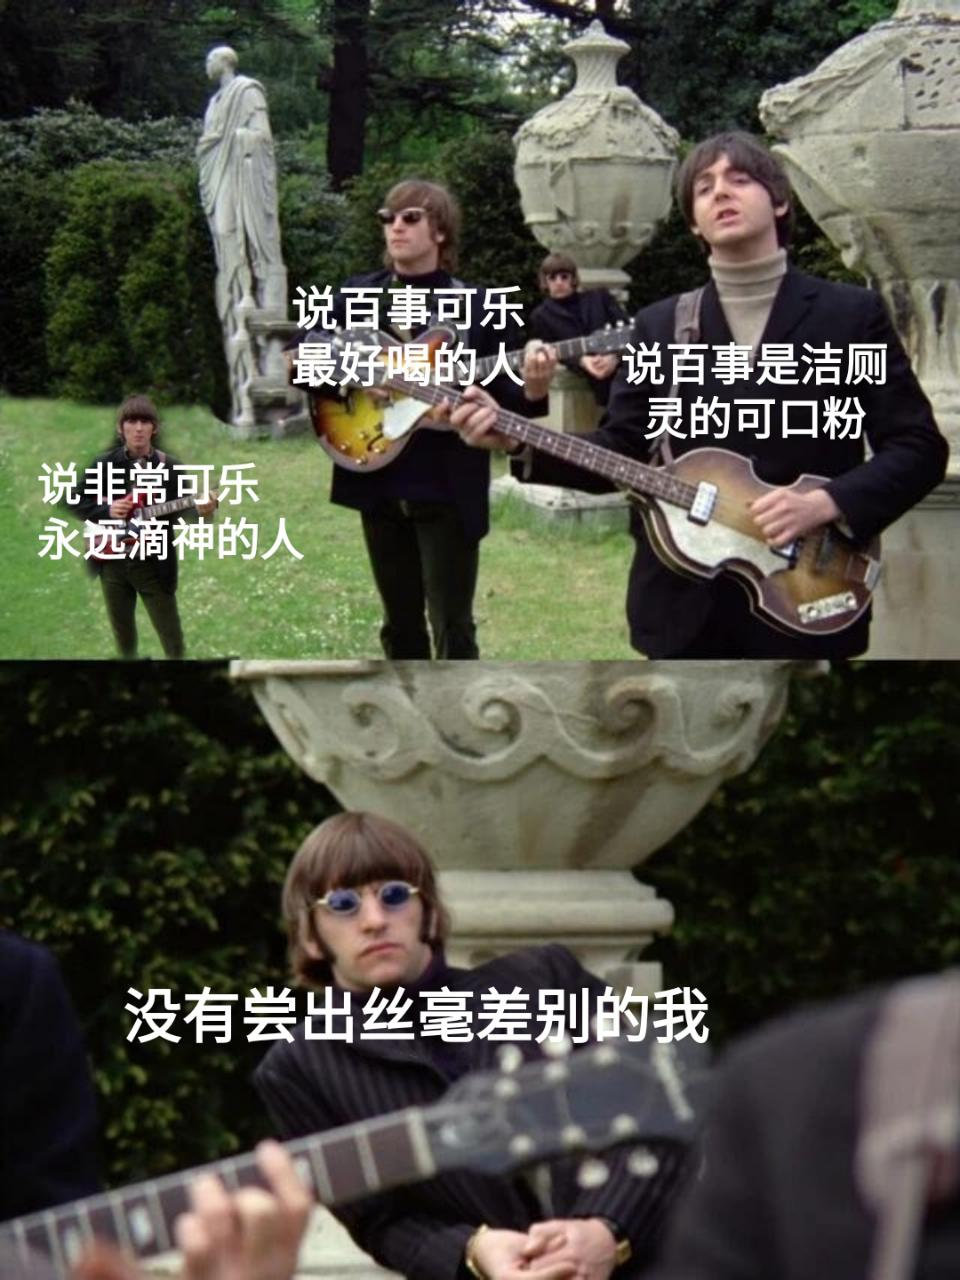 说百事可乐
最好喝的人
说百事是洁厕
灵的可口粉
说非常可乐
永远滴神的人
没有尝出丝毫差别的我